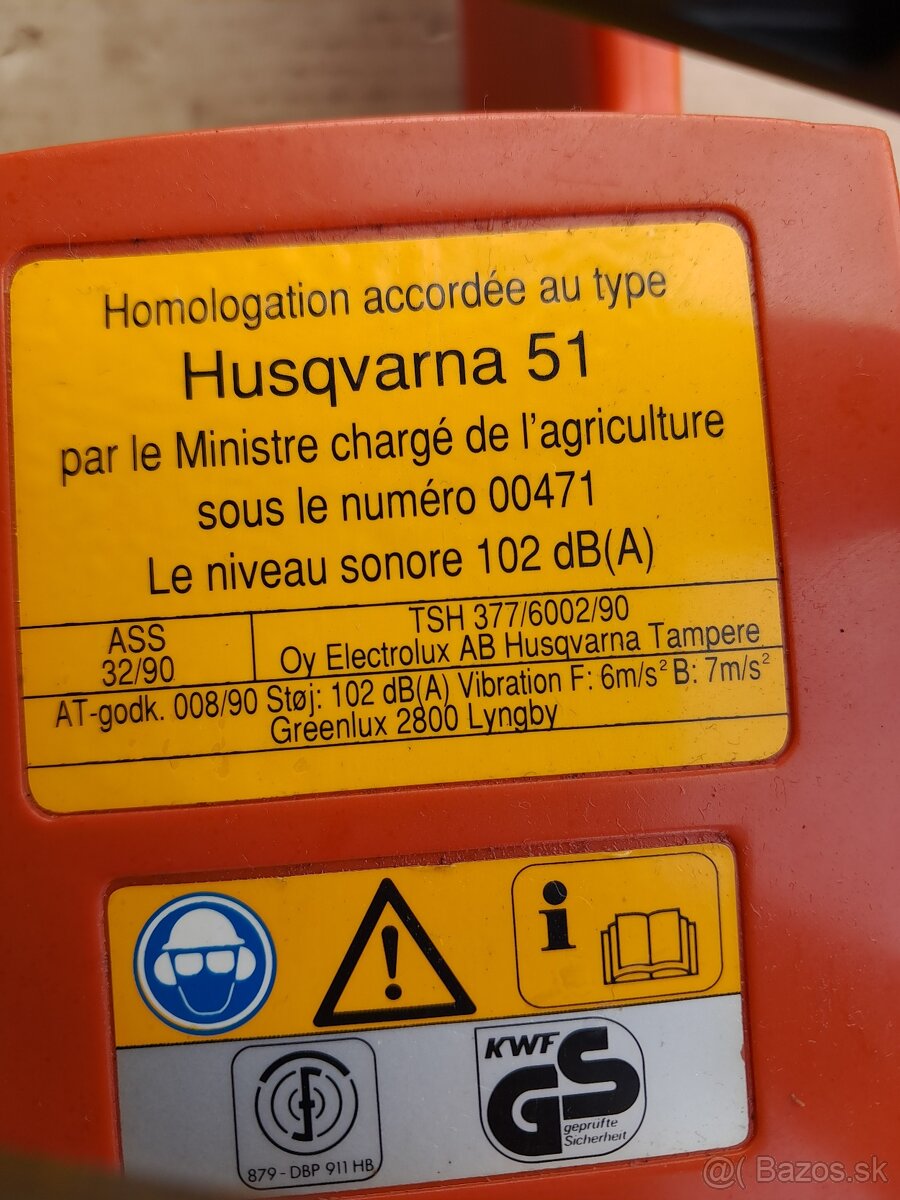 Homologation accordée au type
Husqvarna 51
par le Ministre chargé de l'agriculture
sous le numéro 00471
Le niveau sonore 102 dB(A)
ASS
32/90
TSH 377/6002/90
Oy Electrolux AB Husqvarna Tampere
AT-godk. 008/90 Støj: 102 dB(A) Vibration F: 6m/s² B: 7m/s²
Greenlux 2800 Lyngby
i
!
KWF
GS
geprüfte
Sicherheit
879-DBP 911 HB
@( Bazos.sk